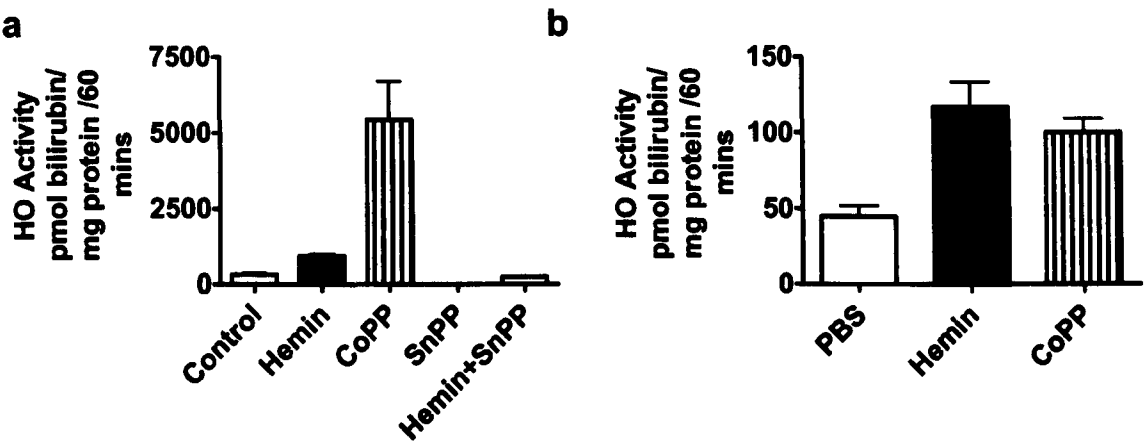 a
HO Activity
pmol bilirubin/
mg protein /60
mins
7500
5000
2500
0
Control
Hemin
CoPP
SnPP
Hemin+SnPP
b
HO Activity
pmol bilirubin/
mg protein /60
mins
150
100
50
0
PBS
Hemin
CoPP